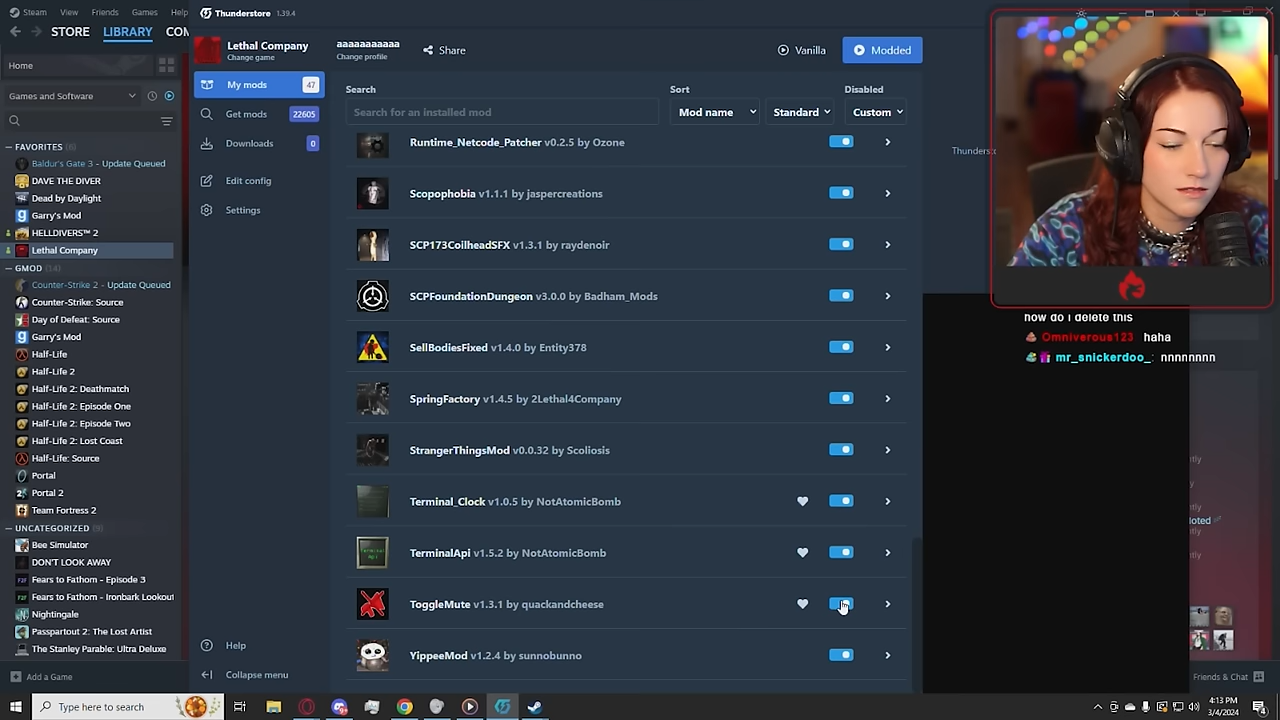 Steam View Friends Games Help
STORE LIBRARY COM
Home
Games and Software
FAVORITES (6)
Baldur's Gate 3 - Update Queued
DAVE THE DIVER
Dead by Daylight
Garry's Mod
HELLDIVERS™ 2
Lethal Company
GMOD (14)
Counter-Strike 2 - Update Queued
Counter-Strike: Source
Day of Defeat: Source
Garry's Mod
Half-Life
Half-Life 2
Half-Life 2: Deathmatch
Half-Life 2: Episode One
Half-Life 2: Episode Two
Half-Life 2: Lost Coast
Half-Life: Source
Portal
Portal 2
Team Fortress 2
UNCATEGORIZED
Bee Simulator
DON'T LOOK AWAY
Fears to Fathom - Episode 3
Fears to Fathom - Ironbark Lookout
Nightingale
Passpartout 2: The Lost Artist
The Stanley Parable: Ultra Deluxe
Add a Game
Thunderstore 1.39.4
Lethal Company
Change game
aaaaaaaaaaa
Change profile
Share
Vanilla
Modded
My mods 47
Get mods 22605
Downloads 0
Edit config
Settings
Help
Collapse menu
Search
Sort
Disabled
Search for an installed mod
Mod name
Standard
Custom
Runtime_Netcode_Patcher v0.2.5 by Ozone
Scopophobia v1.1.1 by jaspercreations
SCP173CoilheadSFX v1.3.1 by raydenoir
SCPFoundationDungeon v3.0.0 by Badham_Mods
SellBodiesFixed v1.4.0 by Entity378
SpringFactory v1.4.5 by 2Lethal4Company
StrangerThingsMod v0.0.32 by Scoliosis
Terminal_Clock v1.0.5 by NotAtomicBomb
TerminalApi v1.5.2 by NotAtomicBomb
ToggleMute v1.3.1 by quackandcheese
YippeeMod v1.2.4 by sunnobunno
Thunderstc
how do i delete this
Omniverous123 haha
mr_snickerdoo_: nnnnnnnn
Friends & Chat
Type here to search
4:13 PM
3/4/2024